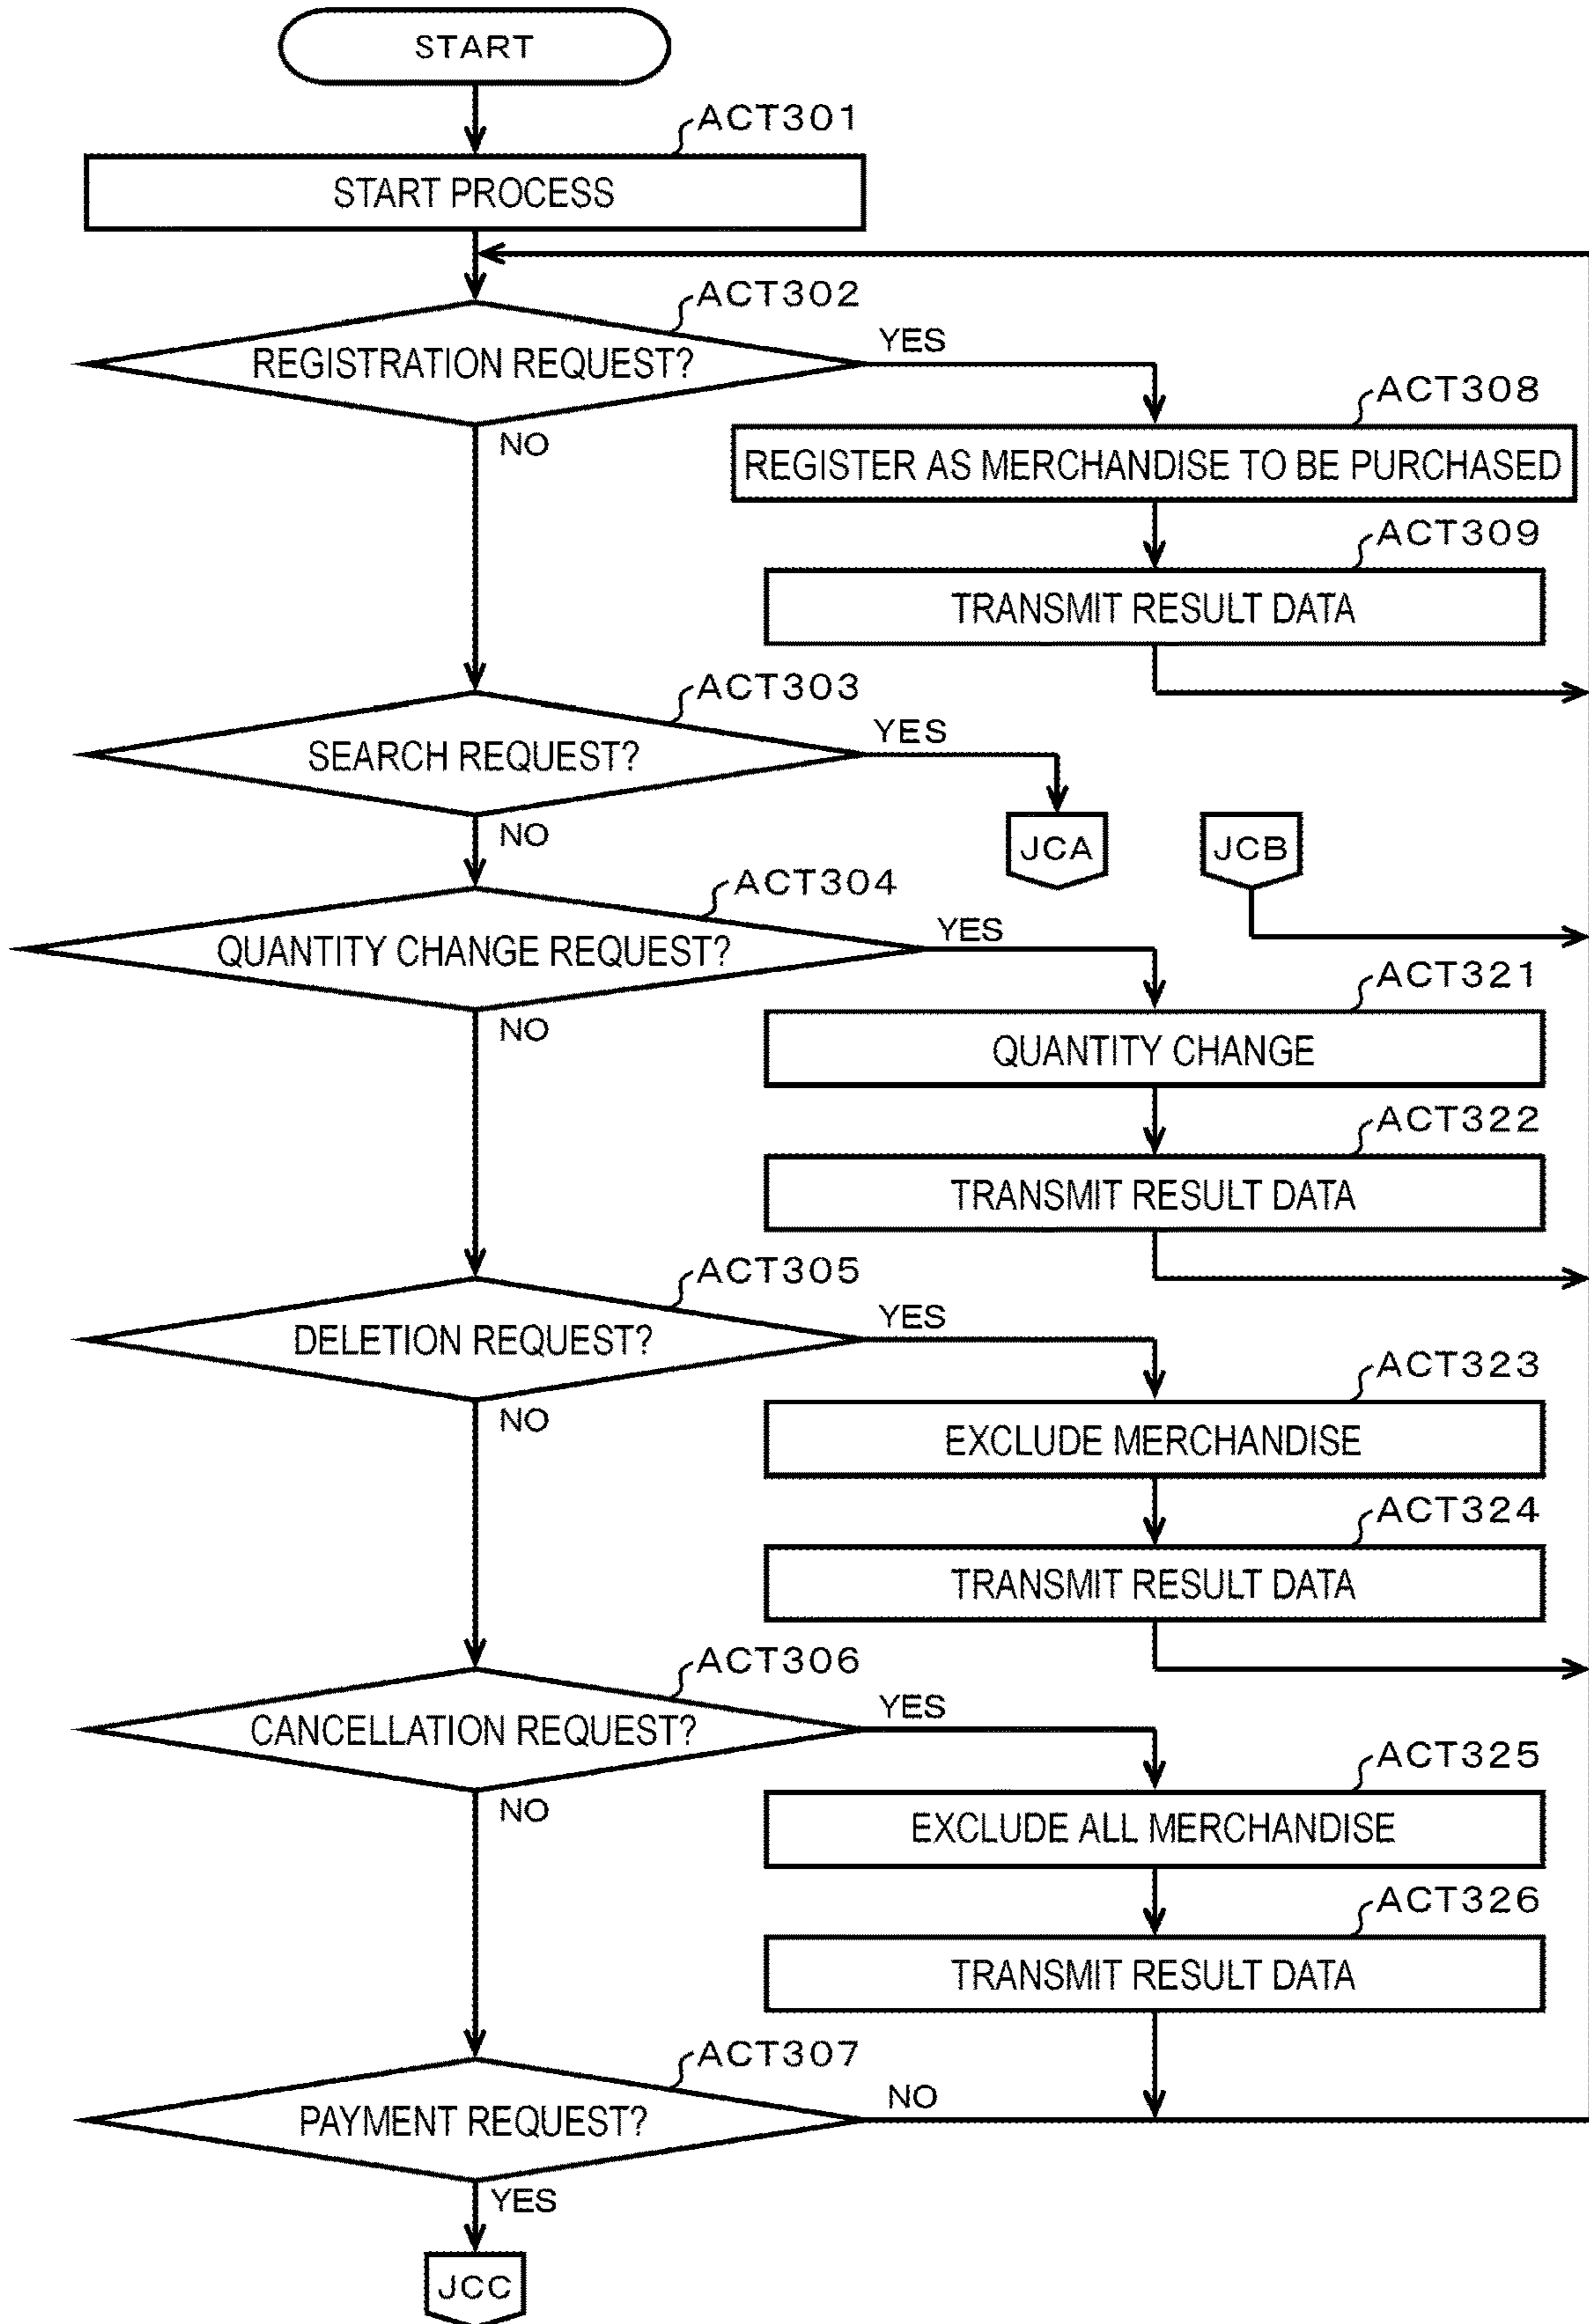 START
ACT301
START PROCESS
ACT302
REGISTRATION REQUEST?
YES
NO
ACT308
REGISTER AS MERCHANDISE TO BE PURCHASED
ACT309
TRANSMIT RESULT DATA
ACT303
SEARCH REQUEST?
YES
NO
JCA
JCB
ACT304
QUANTITY CHANGE REQUEST?
YES
NO
ACT321
QUANTITY CHANGE
ACT322
TRANSMIT RESULT DATA
ACT305
DELETION REQUEST?
YES
NO
ACT323
EXCLUDE MERCHANDISE
ACT324
TRANSMIT RESULT DATA
ACT306
CANCELLATION REQUEST?
YES
NO
ACT325
EXCLUDE ALL MERCHANDISE
ACT326
TRANSMIT RESULT DATA
ACT307
PAYMENT REQUEST?
NO
YES
JCC